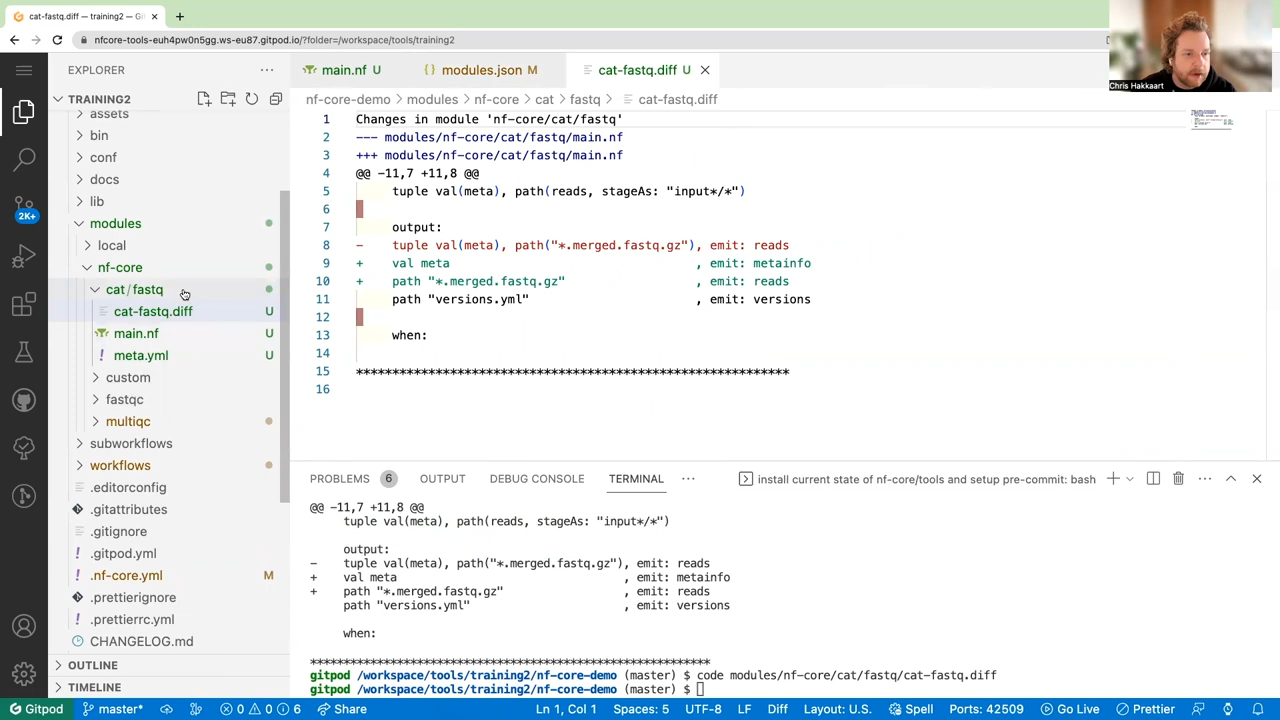 cat-fastq.diff — training2 — Gi
nfcore-tools-euh4pw0n5gg.ws-eu87.gitpod.io/?folder=/workspace/tools/training2
Chris Hakkaart
EXPLORER
main.nf U
modules.json M
cat-fastq.diff U
TRAINING2
nf-core-demo > modules > nf-core > cat > fastq > cat-fastq.diff
assets
bin
conf
docs
lib
modules
local
nf-core
cat/fastq
cat-fastq.diff U
main.nf U
meta.yml U
custom
fastqc
multiqc
subworkflows
workflows
.editorconfig
.gitattributes
.gitignore
.gitpod.yml
.nf-core.yml M
.prettierignore
.prettierrc.yml
CHANGELOG.md
OUTLINE
TIMELINE
2K+
1 Changes in module 'nf-core/cat/fastq'
2 --- modules/nf-core/cat/fastq/main.nf
3 +++ modules/nf-core/cat/fastq/main.nf
4 @@ -11,7 +11,8 @@
5 tuple val(meta), path(reads, stageAs: "input*/*")
6
7 output:
8 - tuple val(meta), path("*.merged.fastq.gz"), emit: reads
9 + val meta , emit: metainfo
10 + path "*.merged.fastq.gz" , emit: reads
11 path "versions.yml" , emit: versions
12
13 when:
14
15 ************************************************************
16
PROBLEMS 6 OUTPUT DEBUG CONSOLE TERMINAL ··· install current state of nf-core/tools and setup pre-commit: bash
@@ -11,7 +11,8 @@
tuple val(meta), path(reads, stageAs: "input*/*")
output:
- tuple val(meta), path("*.merged.fastq.gz"), emit: reads
+ val meta , emit: metainfo
+ path "*.merged.fastq.gz" , emit: reads
path "versions.yml" , emit: versions
when:
************************************************************
gitpod /workspace/tools/training2/nf-core-demo (master) $ code modules/nf-core/cat/fastq/cat-fastq.diff
gitpod /workspace/tools/training2/nf-core-demo (master) $
Gitpod master* 0 0 6 Share Ln 1, Col 1 Spaces: 5 UTF-8 LF Diff Layout: U.S. Spell Ports: 42509 Go Live Prettier